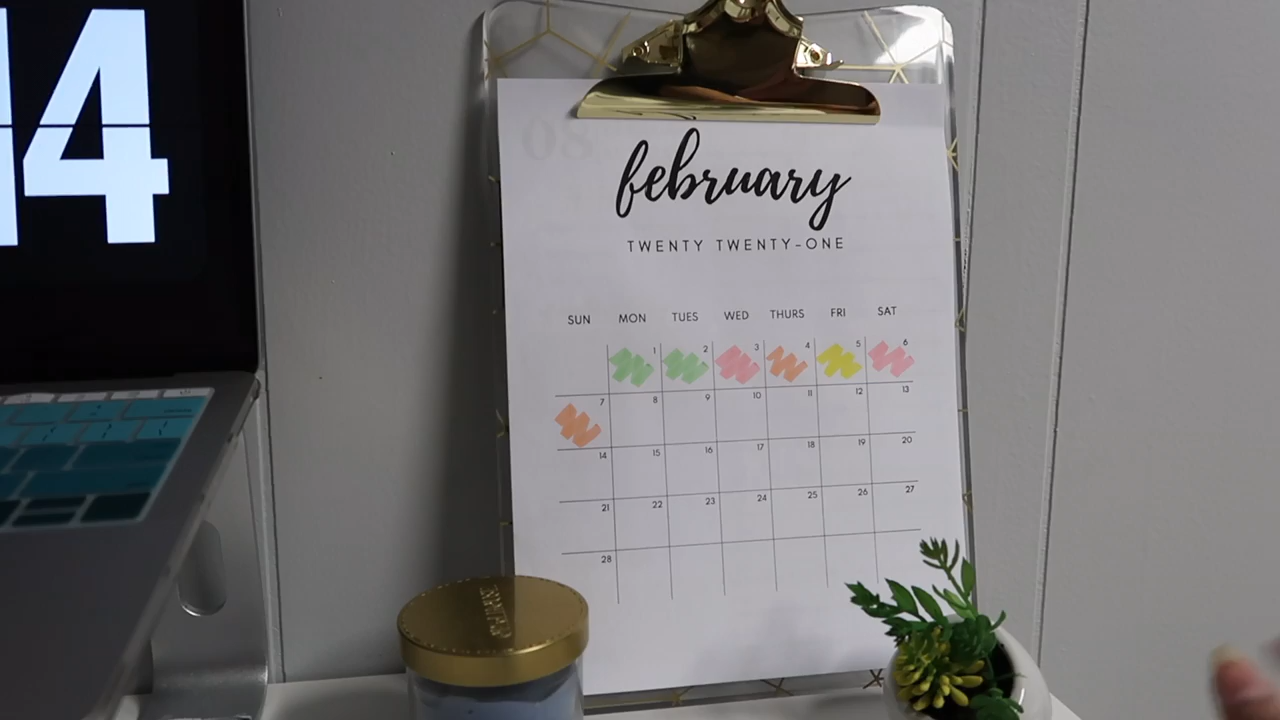 4
february
TWENTY TWENTY-ONE
SUN MON TUES WED THURS FRI SAT
1 2 3 4 5 6
7 8 9 10 11 12 13
14 15 16 17 18 19 20
21 22 23 24 25 26 27
28